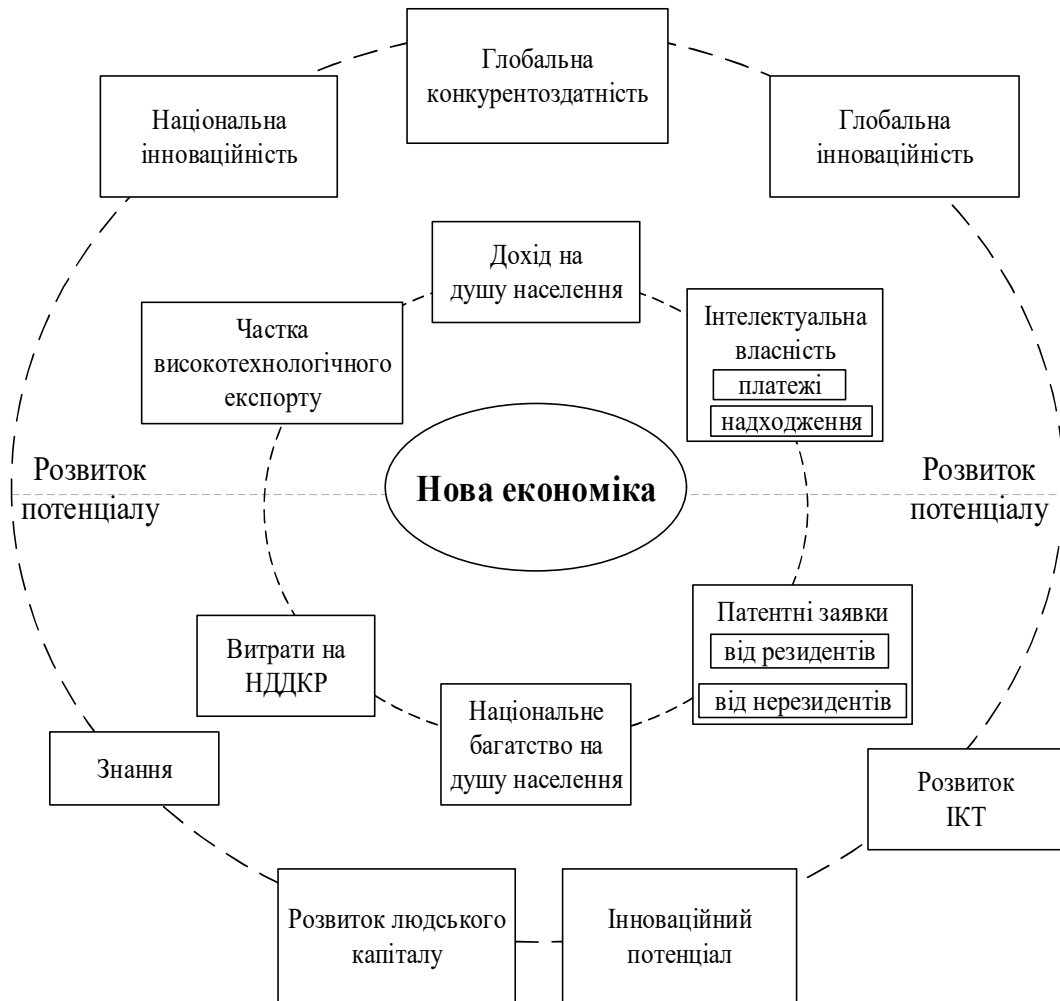 Глобальна
конкурентоздатність
Національна
інноваційність
Глобальна
інноваційність
Дохід на
душу населення
Частка
високотехнологічного
експорту
Інтелектуальна
власність
платежі
надходження
Розвиток
потенціалу
Нова економіка
Розвиток
потенціалу
Витрати на
НДДКР
Патентні заявки
від резидентів
від нерезидентів
Національне
багатство на
душу населення
Знання
Розвиток
ІКТ
Розвиток людського
капіталу
Інноваційний
потенціал